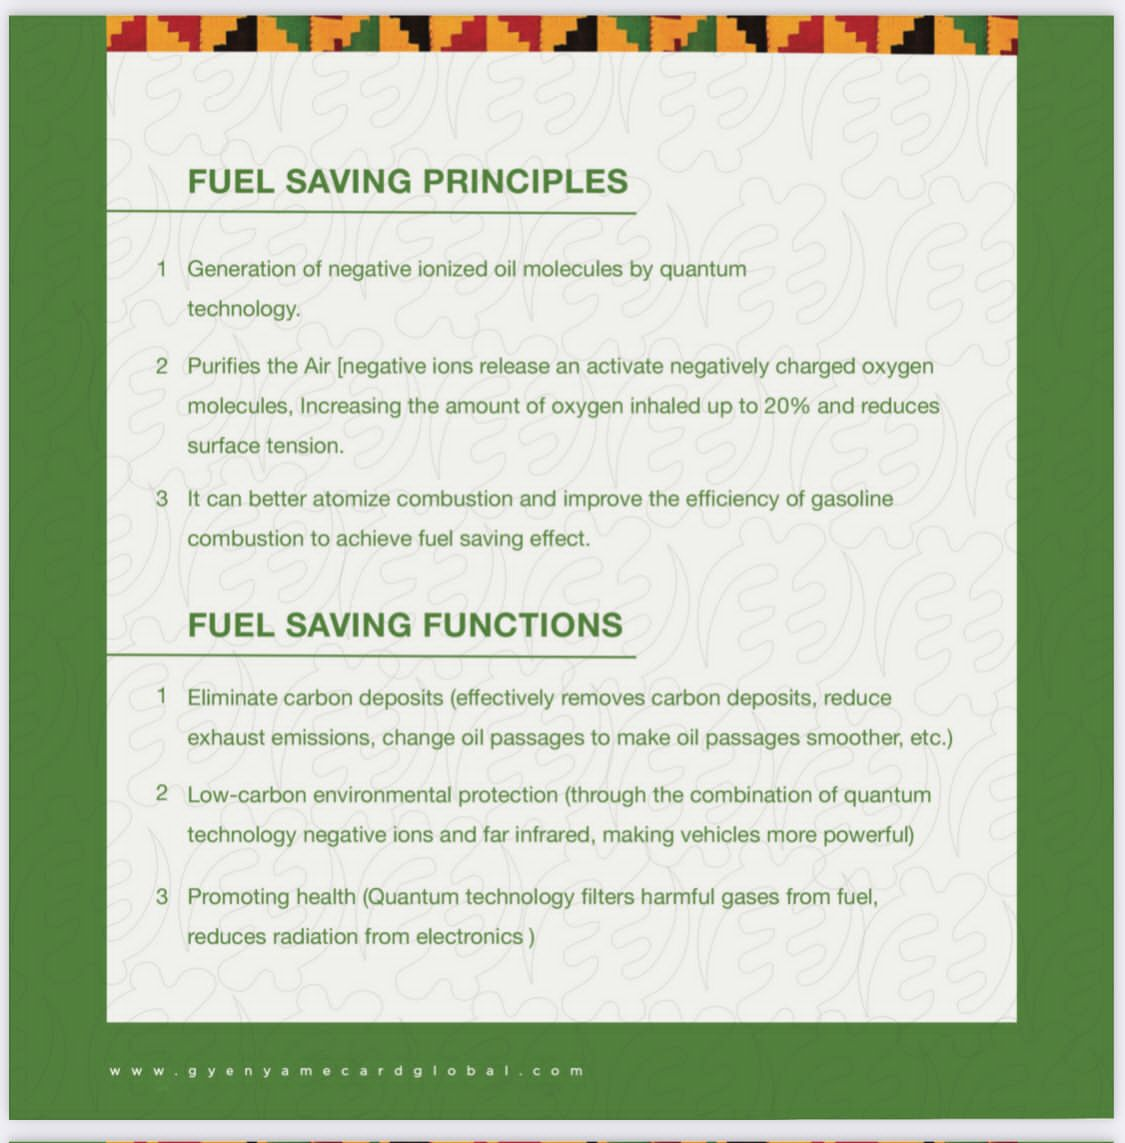 FUEL SAVING PRINCIPLES
1 Generation of negative ionized oil molecules by quantum
technology.
2 Purifies the Air [negative ions release an activate negatively charged oxygen
molecules, Increasing the amount of oxygen inhaled up to 20% and reduces
surface tension.
3 It can better atomize combustion and improve the efficiency of gasoline
combustion to achieve fuel saving effect.
FUEL SAVING FUNCTIONS
1 Eliminate carbon deposits (effectively removes carbon deposits, reduce
exhaust emissions, change oil passages to make oil passages smoother, etc.)
2 Low-carbon environmental protection (through the combination of quantum
technology negative ions and far infrared, making vehicles more powerful)
3 Promoting health (Quantum technology filters harmful gases from fuel,
reduces radiation from electronics )
www.gyenyamecardglobal.com